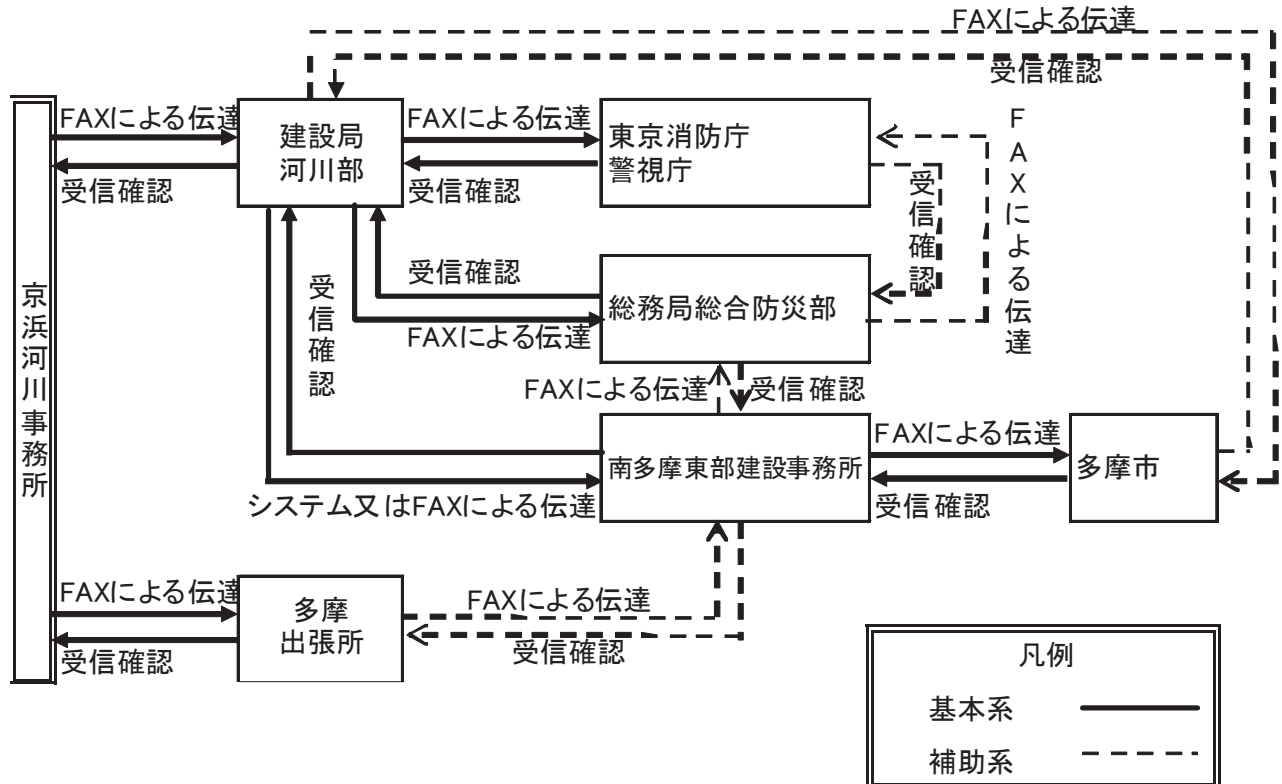 FAXによる伝達
受信確認
京浜河川事務所
FAXによる伝達
受信確認
建設局
河川部
FAXによる伝達
受信確認
東京消防庁
警視庁
受信確認
FAXによる伝達
受信確認
受信確認
FAXによる伝達
総務局総合防災部
FAXによる伝達
受信確認
南多摩東部建設事務所
システム又はFAXによる伝達
FAXによる伝達
受信確認
多摩市
FAXによる伝達
受信確認
多摩
出張所
FAXによる伝達
受信確認
凡例
基本系
補助系